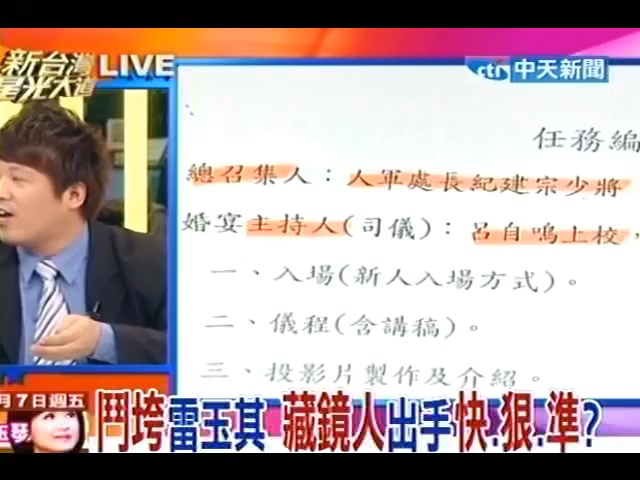 新台灣 LIVE
星光大道
cti 中天新聞
任務編
總召集人：人軍處長紀建宗少將
婚宴主持人(司儀)：呂自鳴上校，
一、入場(新人入場方式)。
二、儀程(含講稿)。
三、投影片製作及介紹。
月7日週五
鬥垮雷玉其 藏鏡人出手快.狠.準?